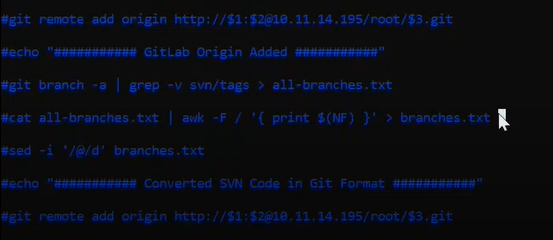 #git remote add origin http://$1:$2@10.11.14.195/root/$3.git
#echo "########### GitLab Origin Added ###########"
#git branch -a | grep -v svn/tags > all-branches.txt
#cat all-branches.txt | awk -F / '{ print $(NF) }' > branches.txt
#sed -i '/@/d' branches.txt
#echo "########### Converted SVN Code in Git Format ###########"
#git remote add origin http://$1:$2@10.11.14.195/root/$3.git